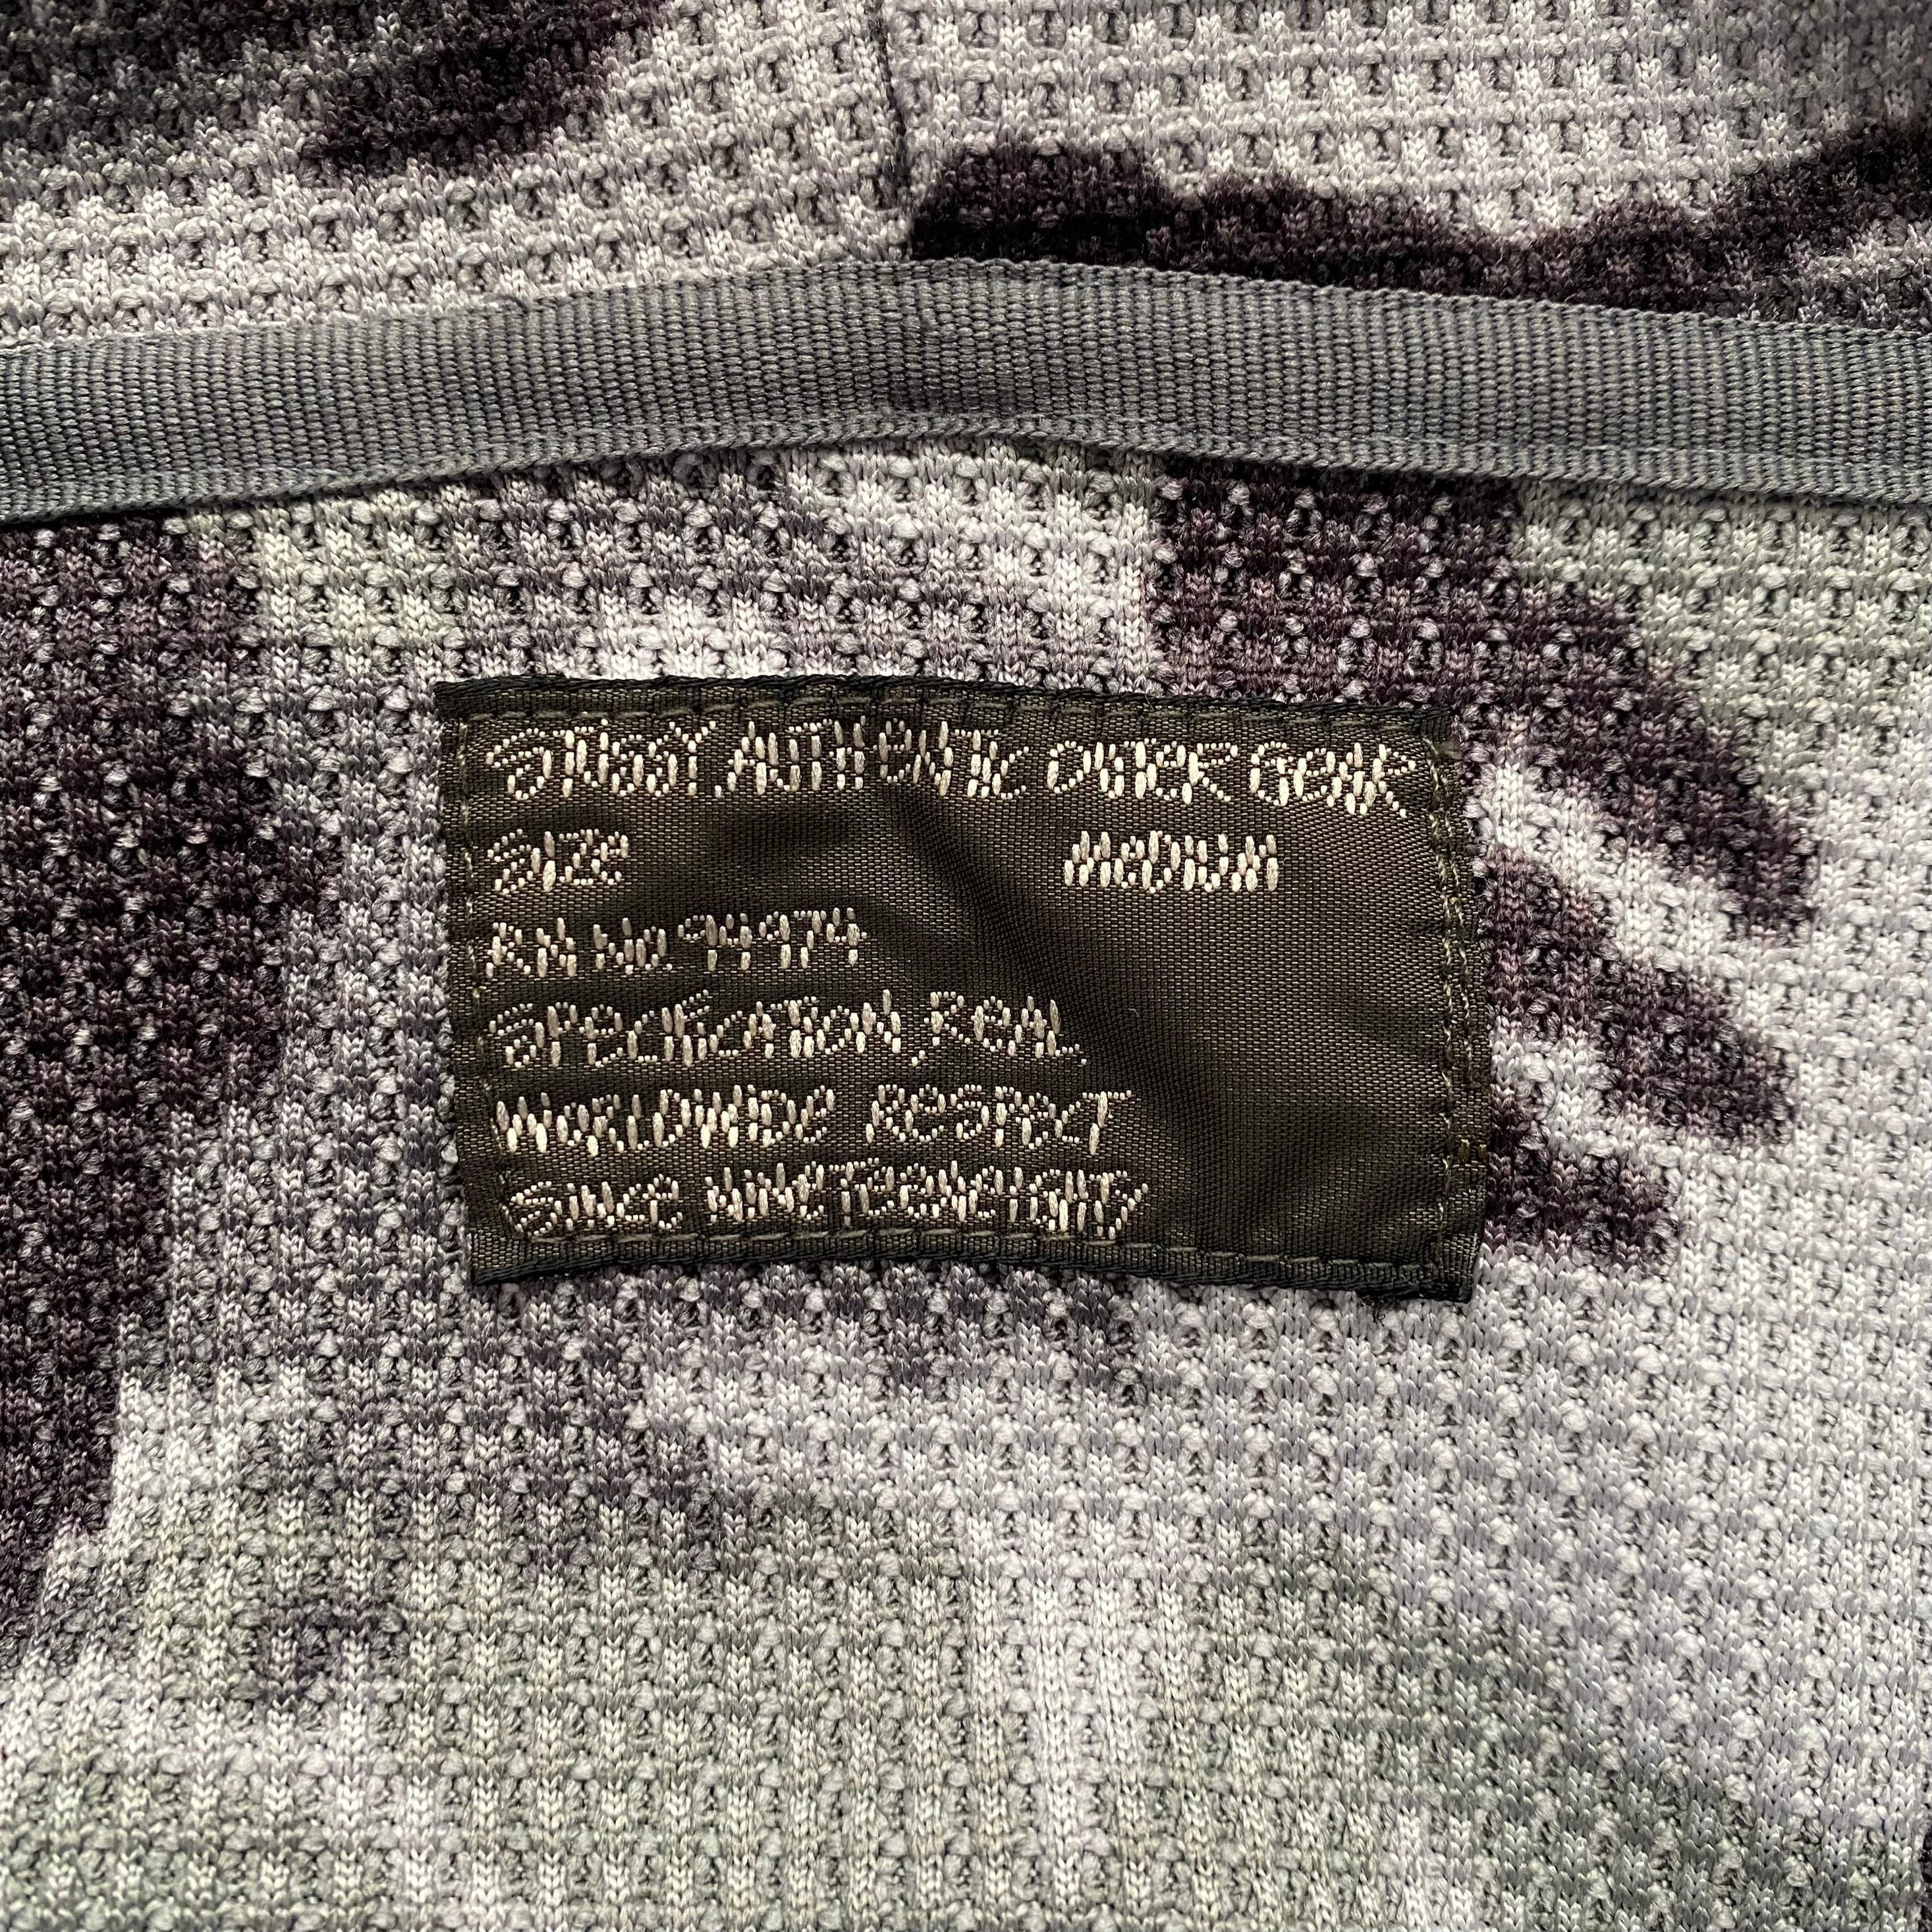 STUSSY AUTHENTIC OUTER GEAR
SIZE MEDIUM
RN NO. 94974
SPECIFICATION, REAL
WORLDWIDE RESPECT
SINCE NINETEENEIGHTY